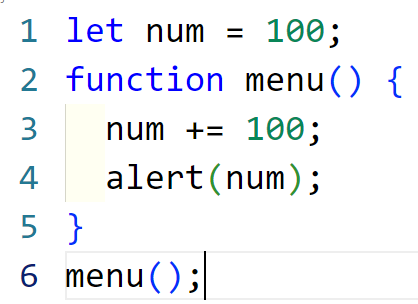 1 let num = 100;
2 function menu() {
3   num += 100;
4   alert(num);
5 }
6 menu();